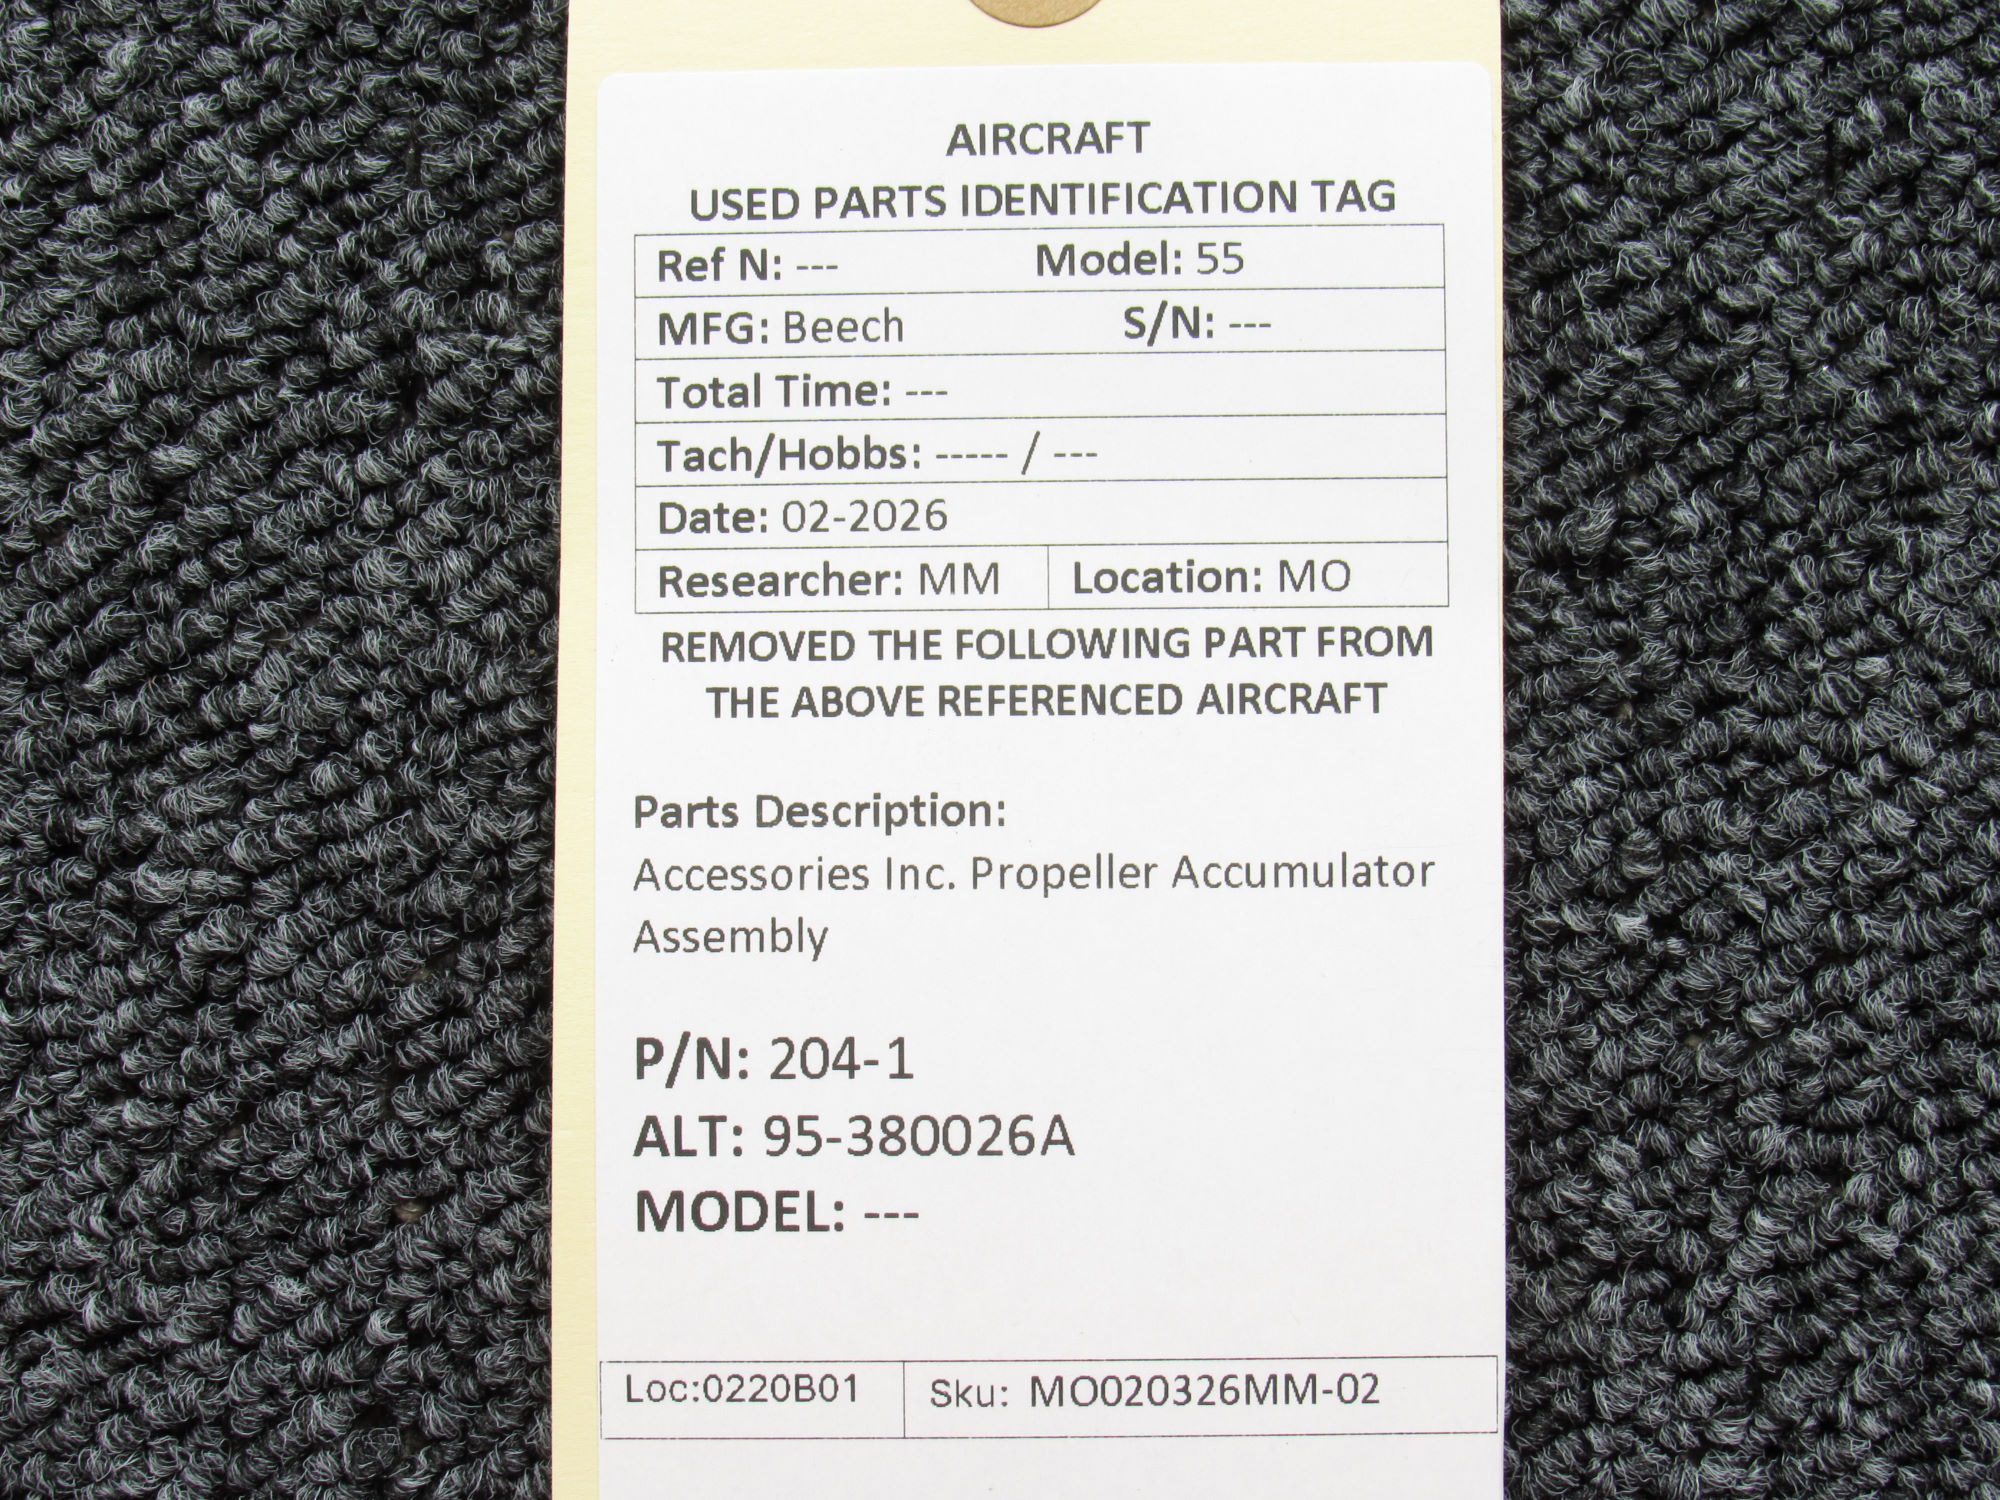 AIRCRAFT
USED PARTS IDENTIFICATION TAG
Ref N: --- Model: 55
MFG: Beech S/N: ---
Total Time: ---
Tach/Hobbs: ----- / ---
Date: 02-2026
Researcher: MM Location: MO
REMOVED THE FOLLOWING PART FROM
THE ABOVE REFERENCED AIRCRAFT
Parts Description:
Accessories Inc. Propeller Accumulator
Assembly
P/N: 204-1
ALT: 95-380026A
MODEL: ---
Loc:0220B01 Sku: MO020326MM-02